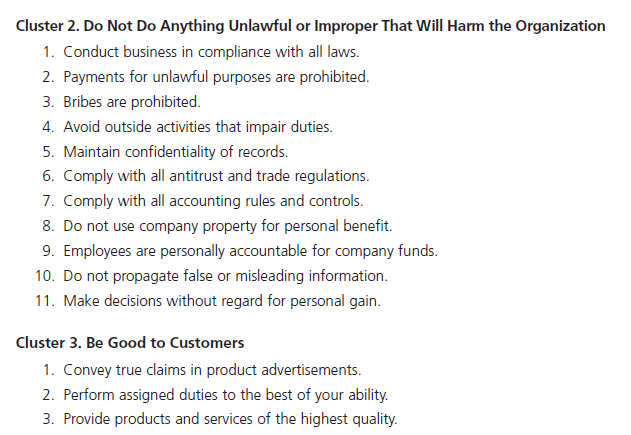 Cluster 2. Do Not Do Anything Unlawful or Improper That Will Harm the Organization
1. Conduct business in compliance with all laws.
2. Payments for unlawful purposes are prohibited.
3. Bribes are prohibited.
4. Avoid outside activities that impair duties.
5. Maintain confidentiality of records.
6. Comply with all antitrust and trade regulations.
7. Comply with all accounting rules and controls.
8. Do not use company property for personal benefit.
9. Employees are personally accountable for company funds.
10. Do not propagate false or misleading information.
11. Make decisions without regard for personal gain.
Cluster 3. Be Good to Customers
1. Convey true claims in product advertisements.
2. Perform assigned duties to the best of your ability.
3. Provide products and services of the highest quality.